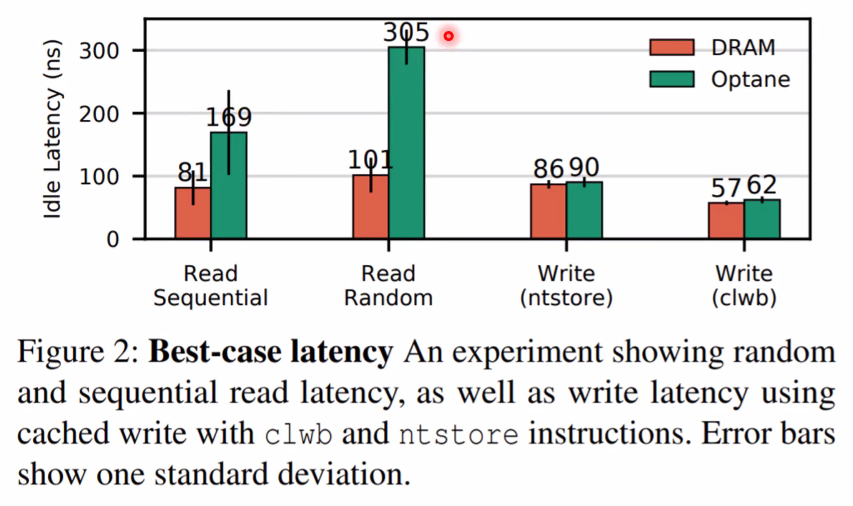 Idle Latency (ns)
300
200
100
0
81
169
101
305
86
90
57
62
DRAM
Optane
Read
Sequential
Read
Random
Write
(ntstore)
Write
(clwb)
Figure 2: Best-case latency An experiment showing random
and sequential read latency, as well as write latency using
cached write with clwb and ntstore instructions. Error bars
show one standard deviation.